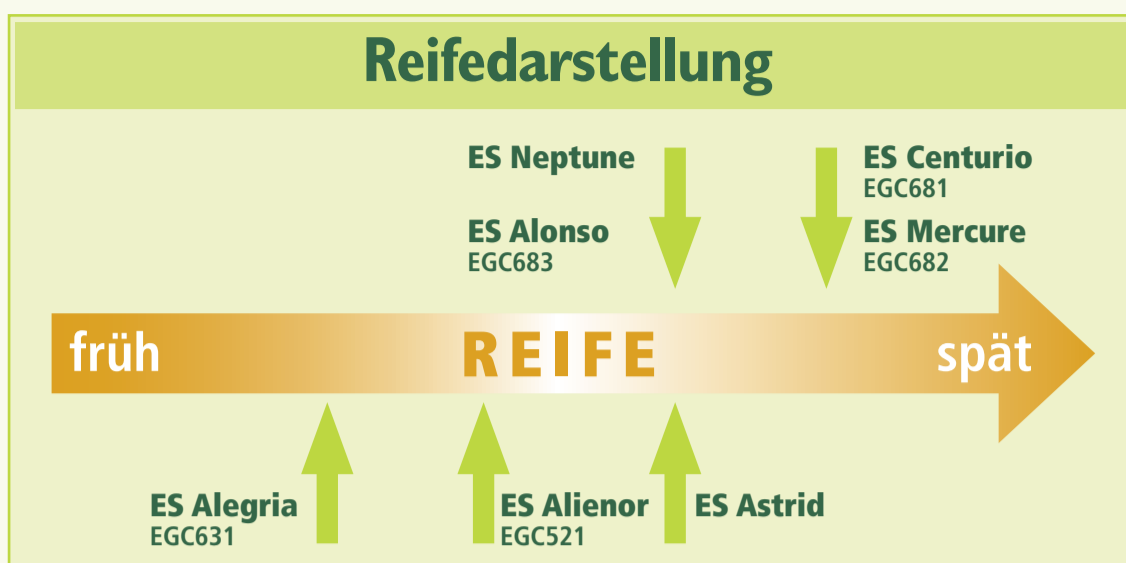 Reifedarstellung
ES Neptune
ES Alonso
EGC683
ES Centurio
EGC681
ES Mercure
EGC682
früh
REIFE
spät
ES Alegria
EGC631
ES Alienor
EGC521
ES Astrid